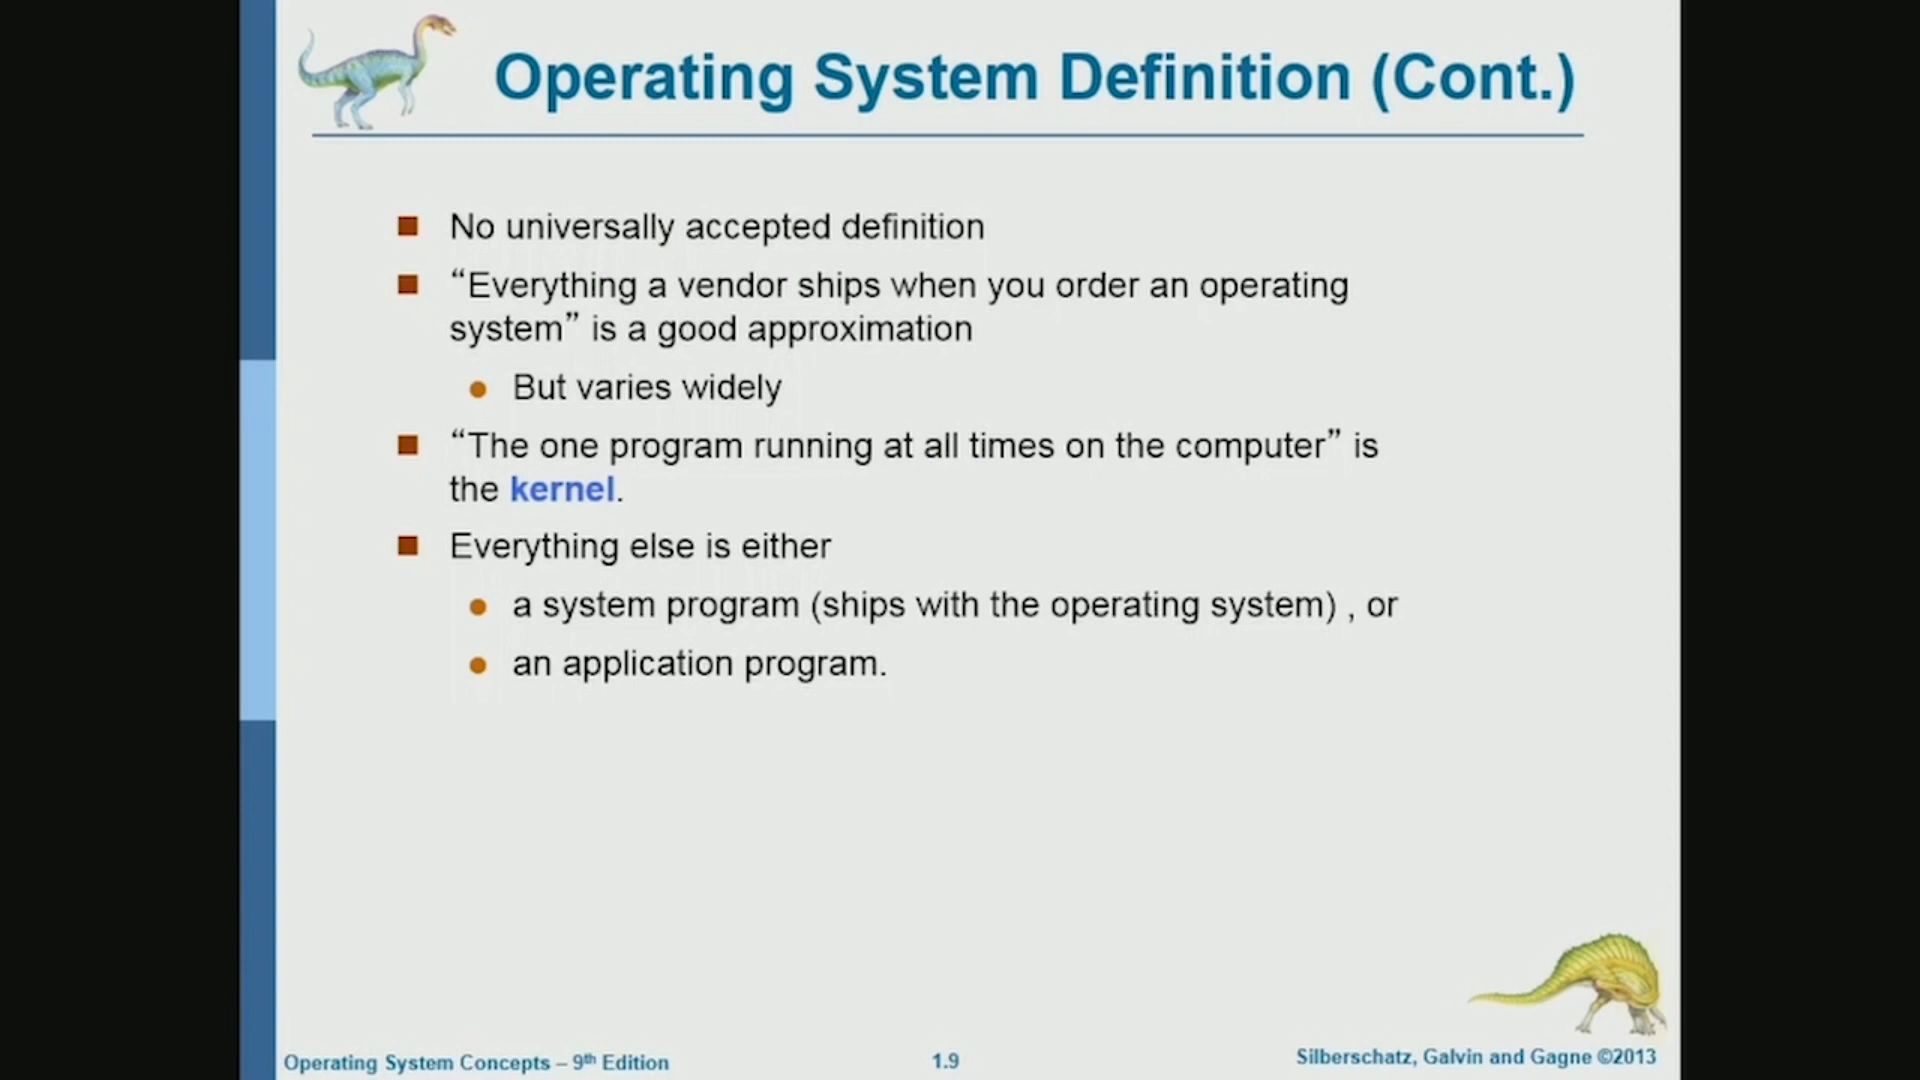 Operating System Definition (Cont.)
No universally accepted definition
“Everything a vendor ships when you order an operating
system” is a good approximation
But varies widely
“The one program running at all times on the computer” is
the kernel.
Everything else is either
a system program (ships with the operating system) , or
an application program.
Operating System Concepts – 9th Edition
1.9
Silberschatz, Galvin and Gagne ©2013